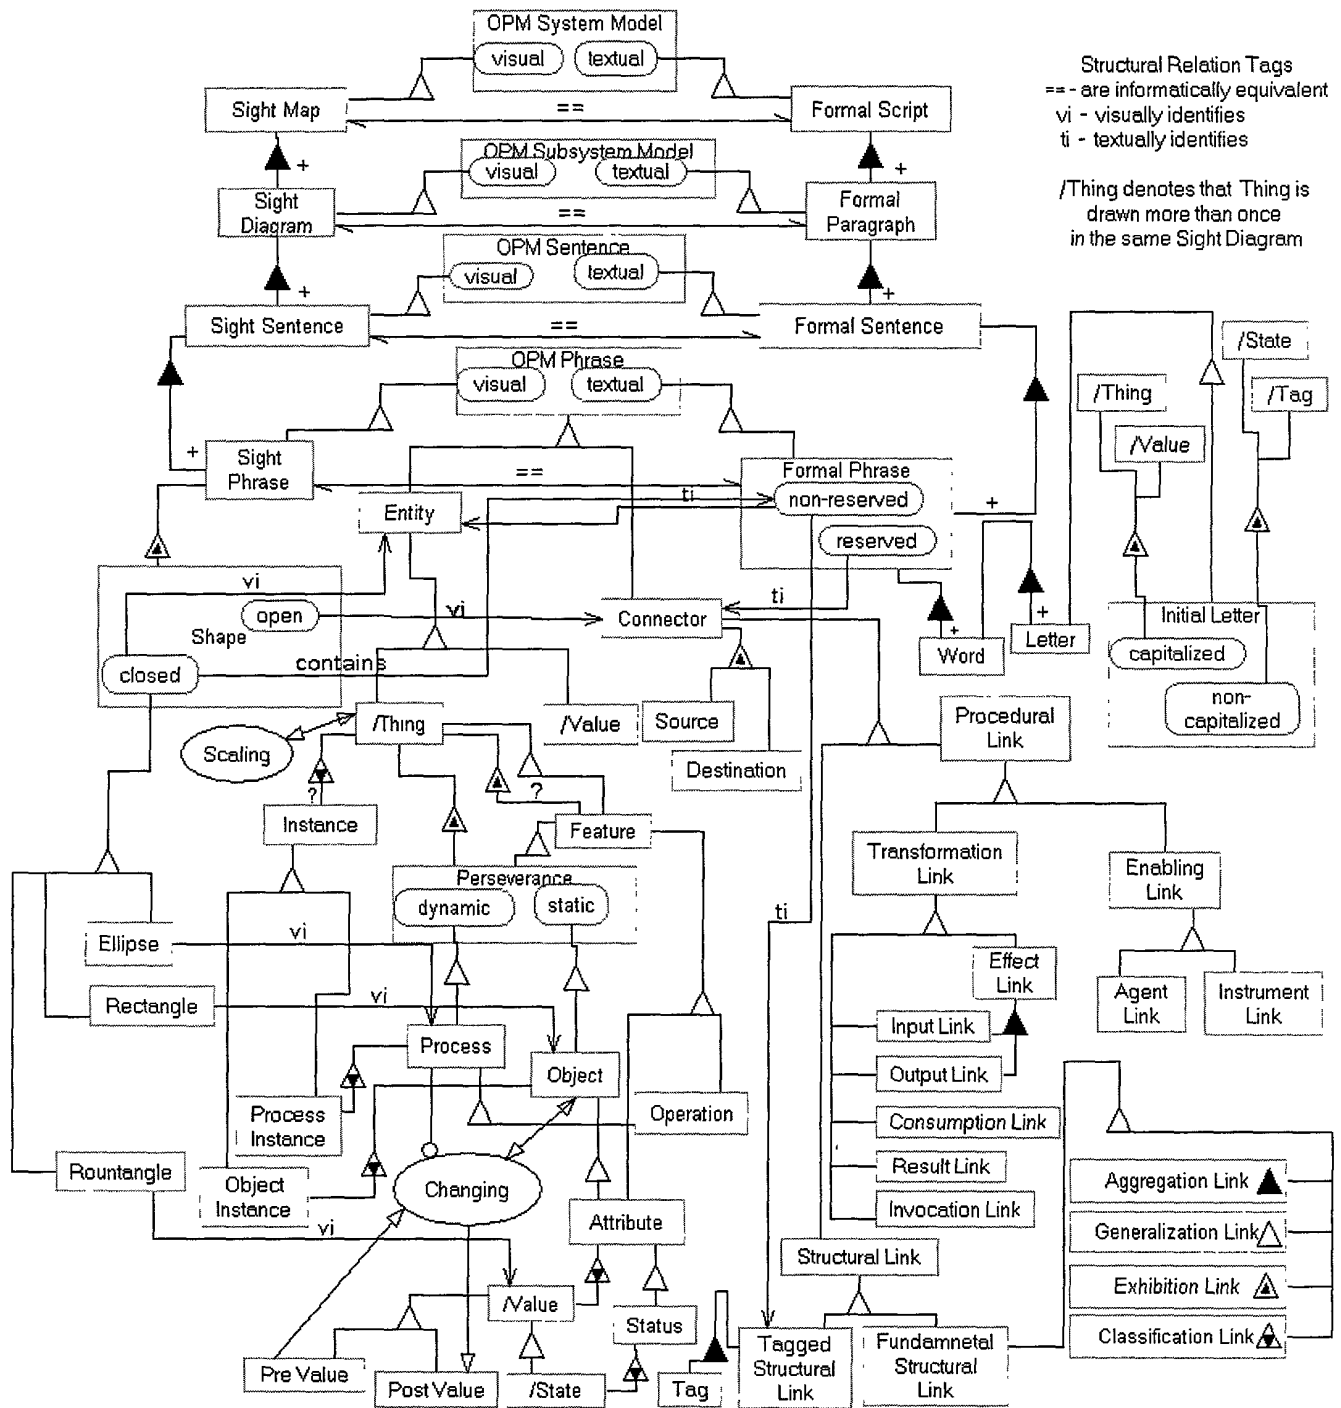 OPM System Model
visual
textual
Structural Relation Tags
== - are informatically equivalent
vi - visually identifies
ti - textually identifies
/Thing denotes that Thing is
drawn more than once
in the same Sight Diagram
Sight Map
==
Formal Script
+
+
OPM Subsystem Model
visual
textual
Sight
Diagram
==
Formal
Paragraph
OPM Sentence
visual
textual
+
+
Sight Sentence
==
Formal Sentence
/State
OPM Phrase
visual
textual
/Thing
/Tag
/Value
+
Sight
Phrase
==
Formal Phrase
non-reserved
reserved
ti
+
Entity
vi
open
Shape
closed
vi
contains
Connector
ti
+
Word
+
Letter
Initial Letter
capitalized
non-
capitalized
Scaling
/Thing
/Value
Source
Destination
Procedural
Link
?
?
Instance
Feature
Transformation
Link
Enabling
Link
Perseverance
dynamic
static
ti
Ellipse
vi
Effect
Link
Agent
Link
Instrument
Link
Rectangle
vi
Input Link
Process
Object
Output Link
Process
Instance
Operation
Consumption Link
Rountangle
Object
Instance
Changing
Result Link
Aggregation Link
Invocation Link
vi
Attribute
Generalization Link
Structural Link
Exhibition Link
/Value
Status
Tagged
Structural
Link
Fundamnetal
Structural
Link
Classification Link
Pre Value
Post Value
/State
Tag